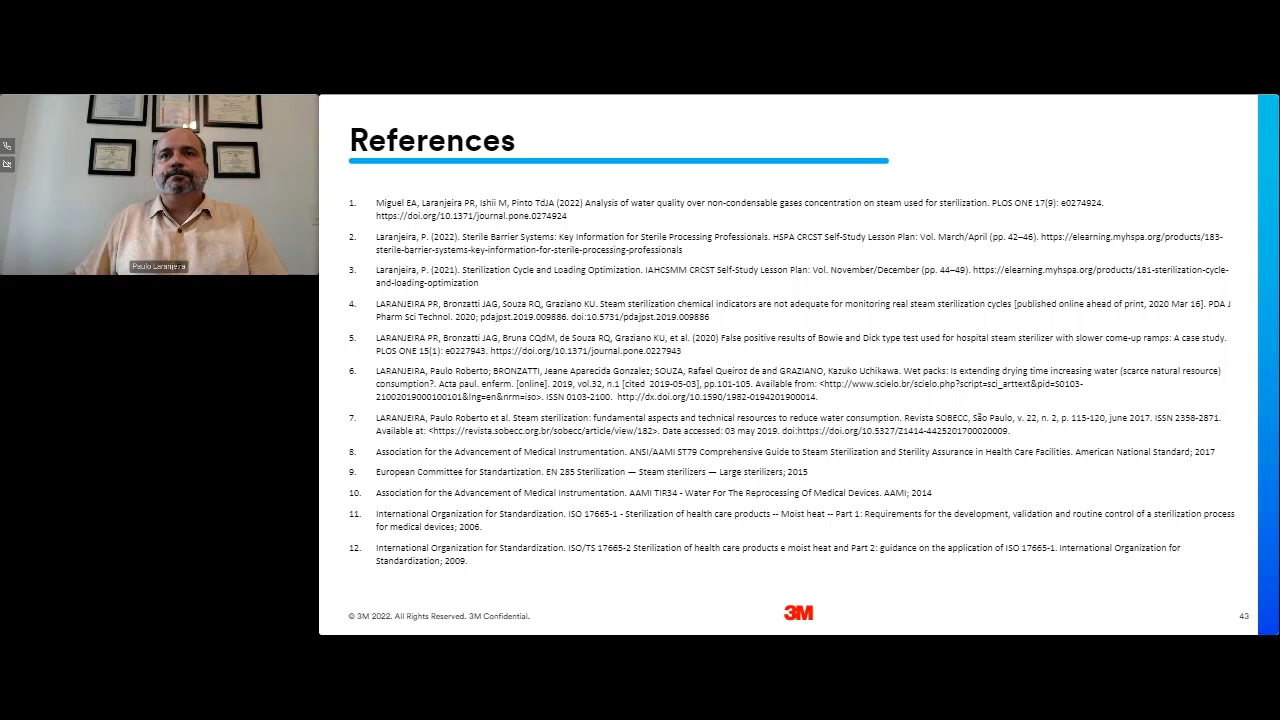 Paulo Laranjeira
References
1. Miguel EA, Laranjeira PR, Ishii M, Pinto TdJA (2022) Analysis of water quality over non-condensable gases concentration on steam used for sterilization. PLOS ONE 17(9): e0274924.
https://doi.org/10.1371/journal.pone.0274924
2. Laranjeira, P. (2022). Sterile Barrier Systems: Key Information for Sterile Processing Professionals. HSPA CRCST Self-Study Lesson Plan: Vol. March/April (pp. 42–46). https://elearning.myhspa.org/products/183-
sterile-barrier-systems-key-information-for-sterile-processing-professionals
3. Laranjeira, P. (2021). Sterilization Cycle and Loading Optimization. IAHCSMM CRCST Self-Study Lesson Plan: Vol. November/December (pp. 44–49). https://elearning.myhspa.org/products/181-sterilization-cycle-
and-loading-optimization
4. LARANJEIRA PR, Bronzatti JAG, Souza RQ, Graziano KU. Steam sterilization chemical indicators are not adequate for monitoring real steam sterilization cycles [published online ahead of print, 2020 Mar 16]. PDA J
Pharm Sci Technol. 2020; pdajpst.2019.009886. doi:10.5731/pdajpst.2019.009886
5. LARANJEIRA PR, Bronzatti JAG, Bruna CQdM, de Souza RQ, Graziano KU, et al. (2020) False positive results of Bowie and Dick type test used for hospital steam sterilizer with slower come-up ramps: A case study.
PLOS ONE 15(1): e0227943. https://doi.org/10.1371/journal.pone.0227943
6. LARANJEIRA, Paulo Roberto; BRONZATTI, Jeane Aparecida Gonzalez; SOUZA, Rafael Queiroz de and GRAZIANO, Kazuko Uchikawa. Wet packs: Is extending drying time increasing water (scarce natural resource)
consumption?. Acta paul. enferm. [online]. 2019, vol.32, n.1 [cited 2019-05-03], pp.101-105. Available from: <http://www.scielo.br/scielo.php?script=sci_arttext&pid=S0103-
21002019000100101&lng=en&nrm=iso>. ISSN 0103-2100. http://dx.doi.org/10.1590/1982-0194201900014.
7. LARANJEIRA, Paulo Roberto et al. Steam sterilization: fundamental aspects and technical resources to reduce water consumption. Revista SOBECC, São Paulo, v. 22, n. 2, p. 115-120, june 2017. ISSN 2358-2871.
Available at: <https://revista.sobecc.org.br/sobecc/article/view/182>. Date accessed: 03 may 2019. doi:https://doi.org/10.5327/Z1414-4425201700020009.
8. Association for the Advancement of Medical Instrumentation. ANSI/AAMI ST79 Comprehensive Guide to Steam Sterilization and Sterility Assurance in Health Care Facilities. American National Standard; 2017
9. European Committee for Standartization. EN 285 Sterilization — Steam sterilizers — Large sterilizers; 2015
10. Association for the Advancement of Medical Instrumentation. AAMI TIR34 - Water For The Reprocessing Of Medical Devices. AAMI; 2014
11. International Organization for Standardization. ISO 17665-1 - Sterilization of health care products -- Moist heat -- Part 1: Requirements for the development, validation and routine control of a sterilization process
for medical devices; 2006.
12. International Organization for Standardization. ISO/TS 17665-2 Sterilization of health care products e moist heat and Part 2: guidance on the application of ISO 17665-1. International Organization for
Standardization; 2009.
© 3M 2022. All Rights Reserved. 3M Confidential.
3M
43